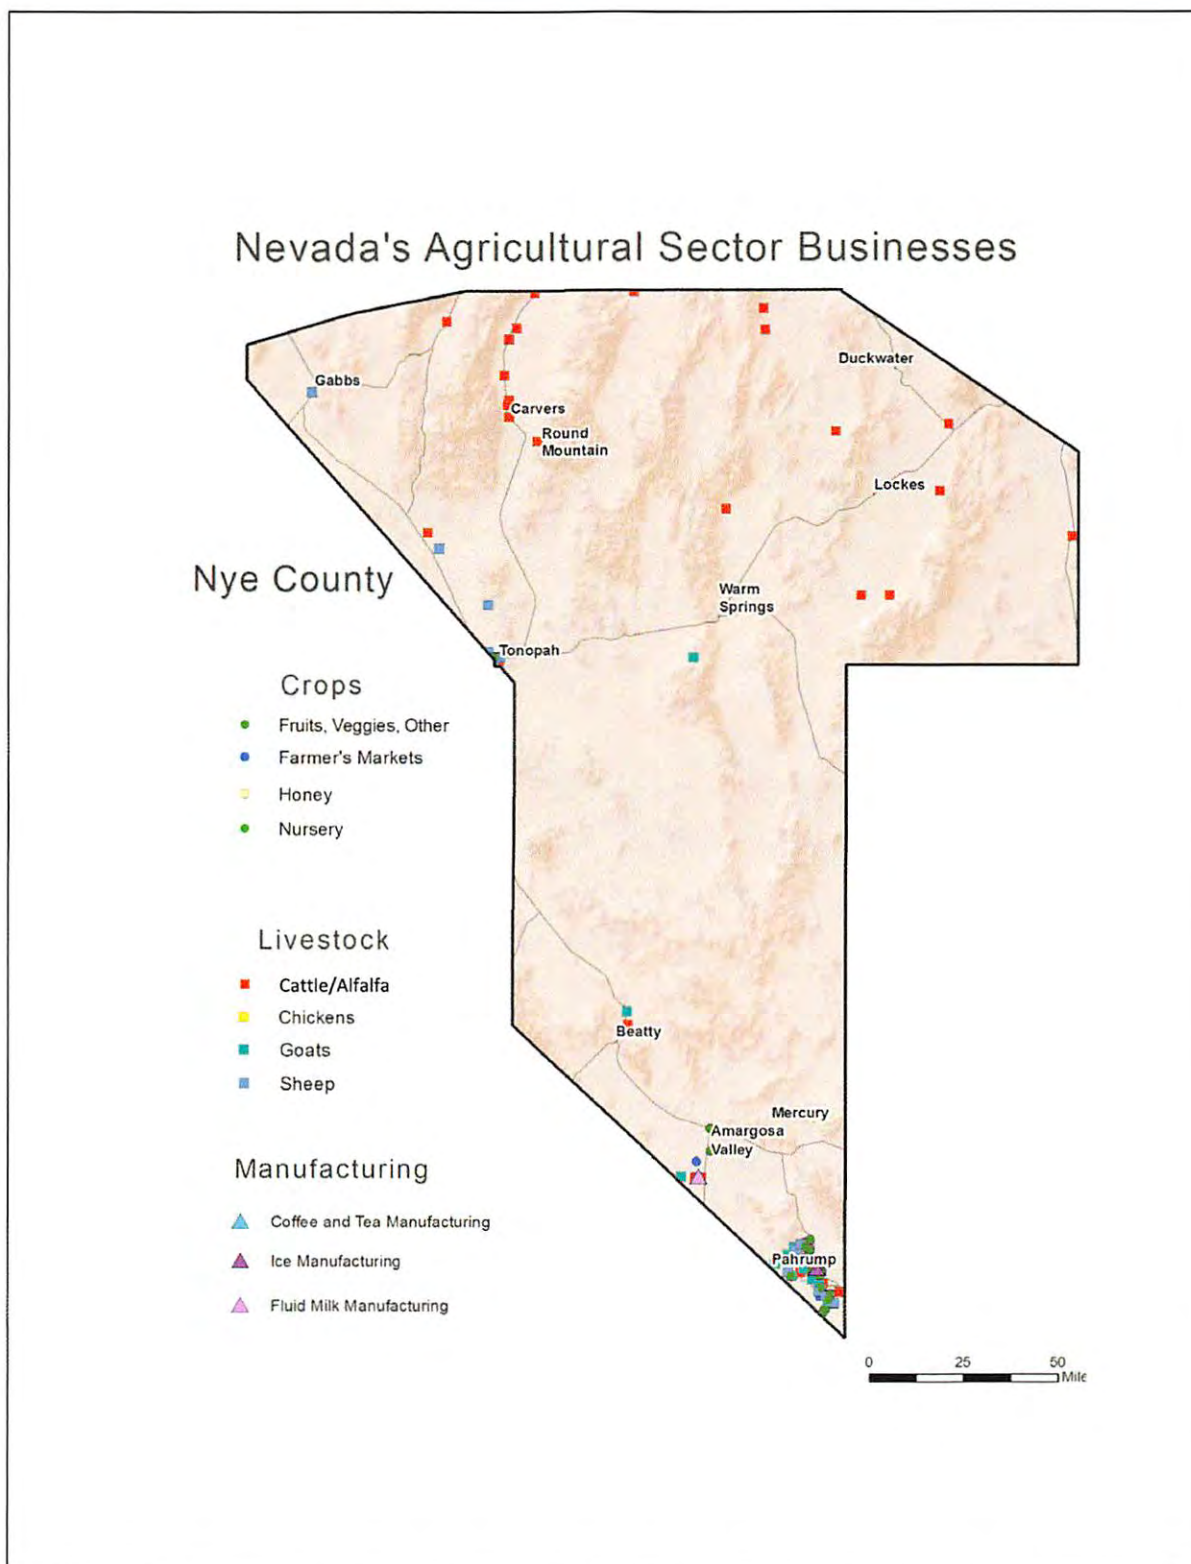 Nevada's Agricultural Sector Businesses
Duckwater
Gabbs
Carvers
Round
Mountain
Lockes
Nye County
Warm
Springs
Tonopah
Crops
Fruits, Veggies, Other
Farmer's Markets
Honey
Nursery
Livestock
Cattle/Alfalfa
Chickens
Goats
Sheep
Beatty
Mercury
Amargosa
Valley
Manufacturing
Coffee and Tea Manufacturing
Ice Manufacturing
Fluid Milk Manufacturing
Pahrump
0 25 50
Mile